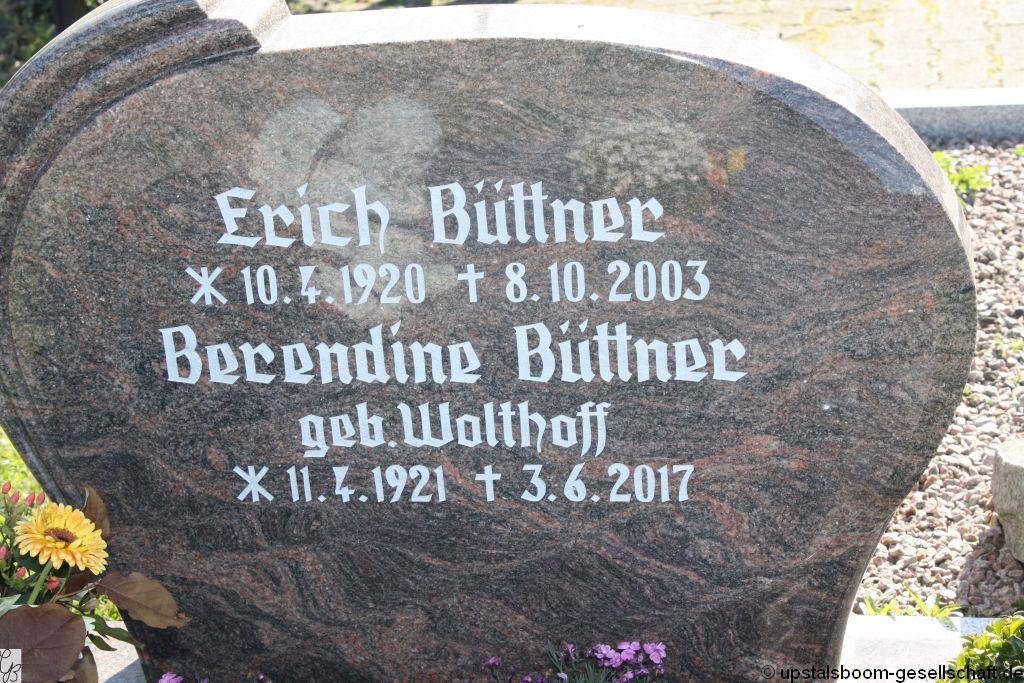 Erich Büttner
* 10.4.1920 † 8.10.2003
Berendine Büttner
geb. Wolthoff
* 11.4.1921 † 3.6.2017
© upstalsboom-gesellschaft.de